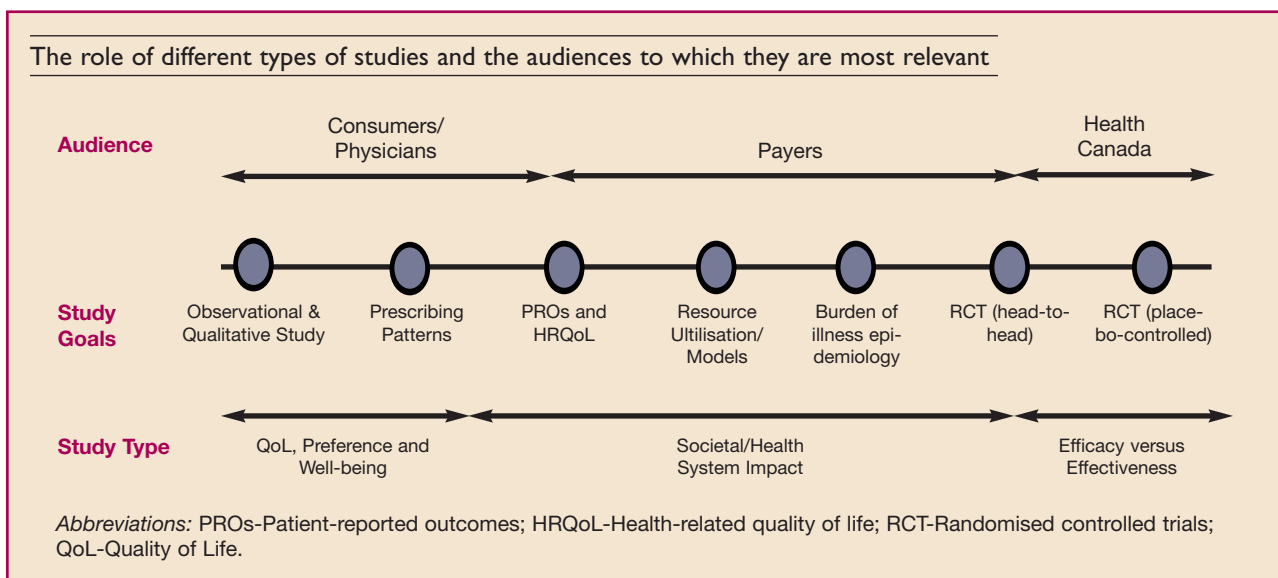 The role of different types of studies and the audiences to which they are most relevant
Audience
Consumers/
Physicians
Payers
Health
Canada
Study
Goals
Observational &
Qualitative Study
Prescribing
Patterns
PROs and
HRQoL
Resource
Ultilisation/
Models
Burden of
illness epi-
demiology
RCT (head-to-
head)
RCT (place-
bo-controlled)
Study Type
QoL, Preference and
Well-being
Societal/Health
System Impact
Efficacy versus
Effectiveness
Abbreviations: PROs-Patient-reported outcomes; HRQoL-Health-related quality of life; RCT-Randomised controlled trials;
QoL-Quality of Life.